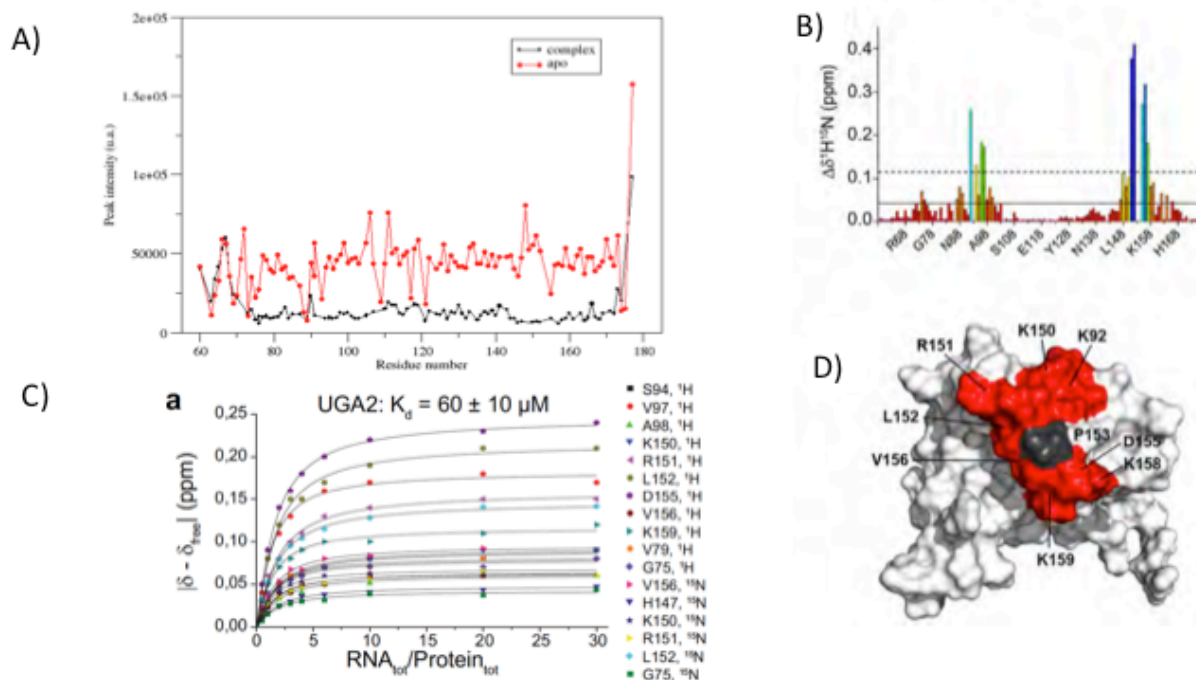 A)
2e+05
1.5e+05
1e+05
50000
0
Peak intensity (u.a.)
complex
apo
60
80
100
120
140
160
180
Residue number
B)
0.4
0.3
0.2
0.1
0.0
Δδ¹H¹⁵N (ppm)
R68
G78
N88
A98
S108
E118
Y128
N138
L148
K158
H168
C)
a
UGA2: Kd = 60 ± 10 µM
0,25
0,20
0,15
0,10
0,05
0,00
|δ - δfree| (ppm)
0
5
10
15
20
25
30
RNAtot/Proteintot
S94, ¹H
V97, ¹H
A98, ¹H
K150, ¹H
R151, ¹H
L152, ¹H
D155, ¹H
V156, ¹H
K159, ¹H
V79, ¹H
G75, ¹H
V156, ¹⁵N
H147, ¹⁵N
K150, ¹⁵N
R151, ¹⁵N
L152, ¹⁵N
G75, ¹⁵N
D)
K150
K92
R151
L152
P153
D155
V156
K158
K159